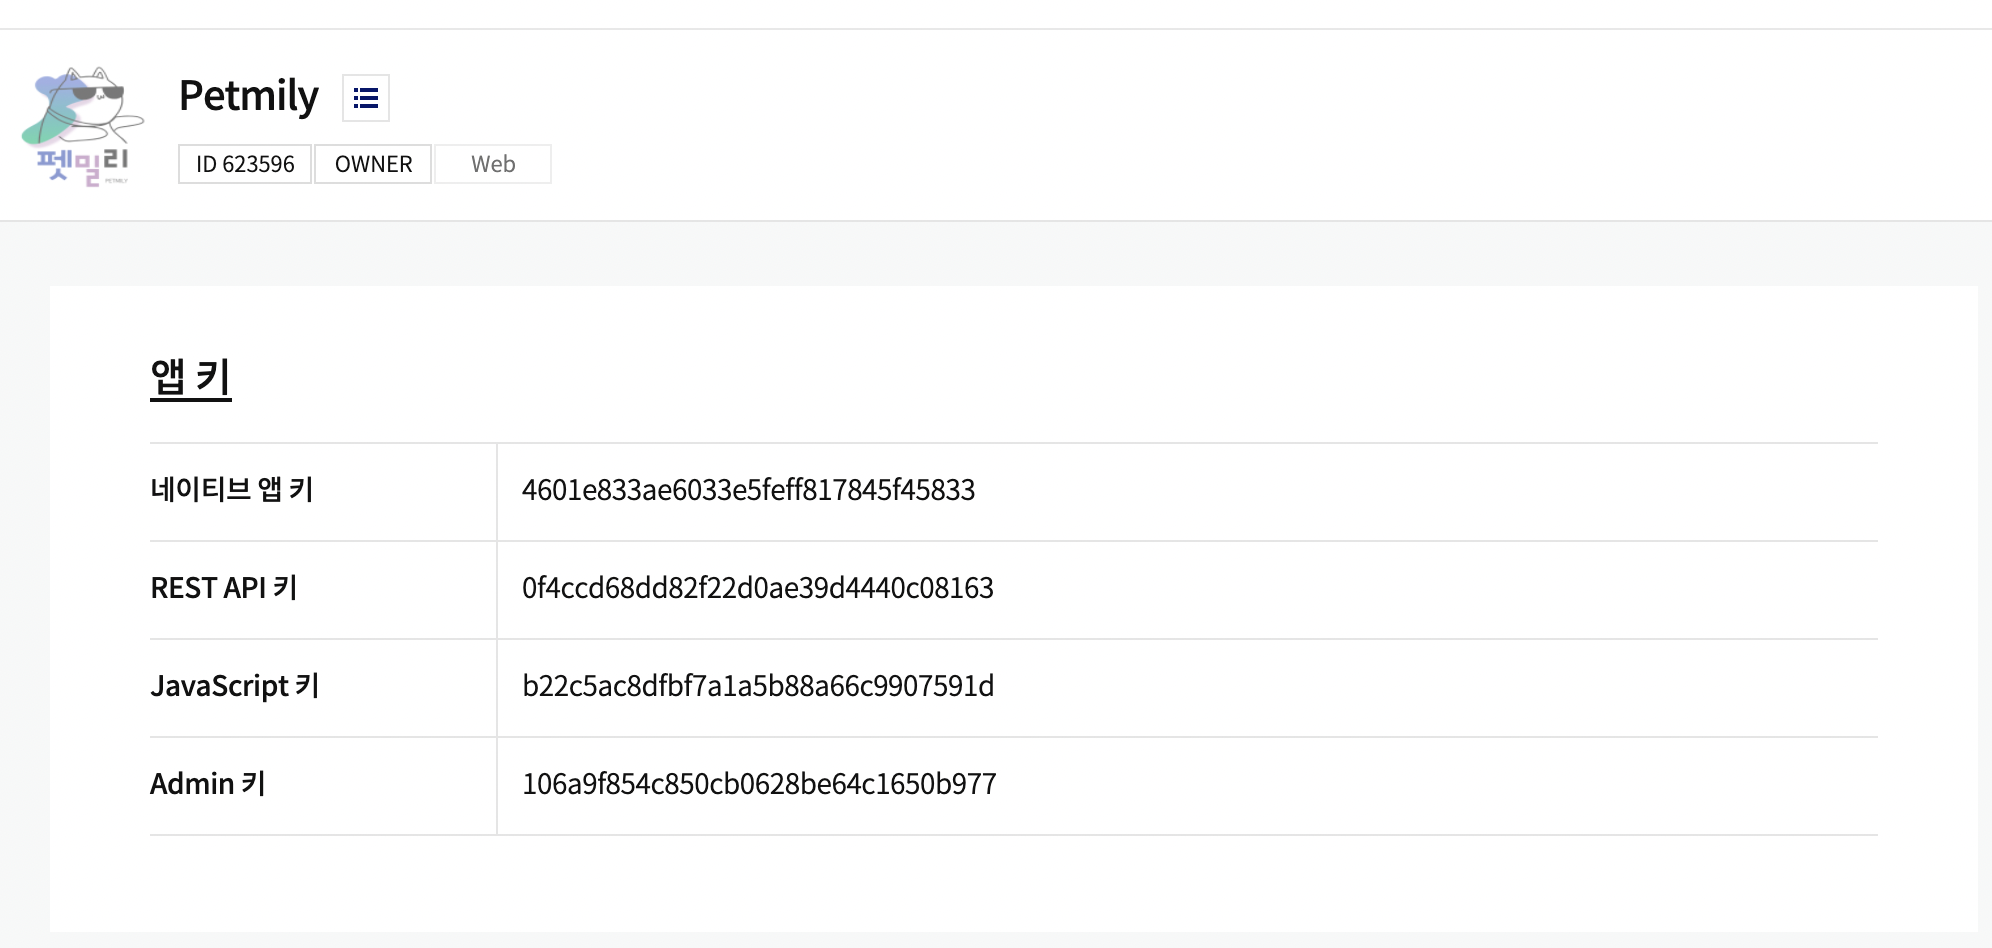 Petmily
펫밀리
PETMILY
ID 623596 OWNER Web
앱 키
네이티브 앱 키 4601e833ae6033e5feff817845f45833
REST API 키 0f4ccd68dd82f22d0ae39d4440c08163
JavaScript 키 b22c5ac8dfbf7a1a5b88a66c9907591d
Admin 키 106a9f854c850cb0628be64c1650b977